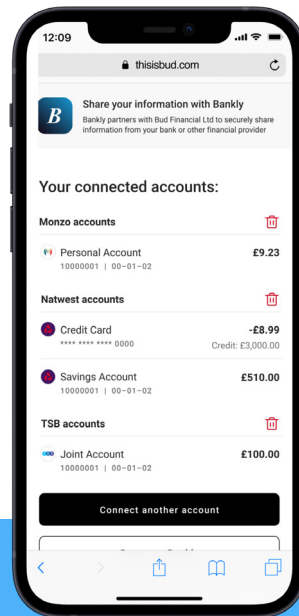 12:09
thisisbud.com
B
Share your information with Bankly
Bankly partners with Bud Financial Ltd to securely share
information from your bank or other financial provider
Your connected accounts:
Monzo accounts
Personal Account £9.23
10000001 | 00-01-02
Natwest accounts
Credit Card -£8.99
**** **** **** 0000 Credit: £3,000.00
Savings Account £510.00
10000001 | 00-01-02
TSB accounts
Joint Account £100.00
10000001 | 00-01-02
Connect another account